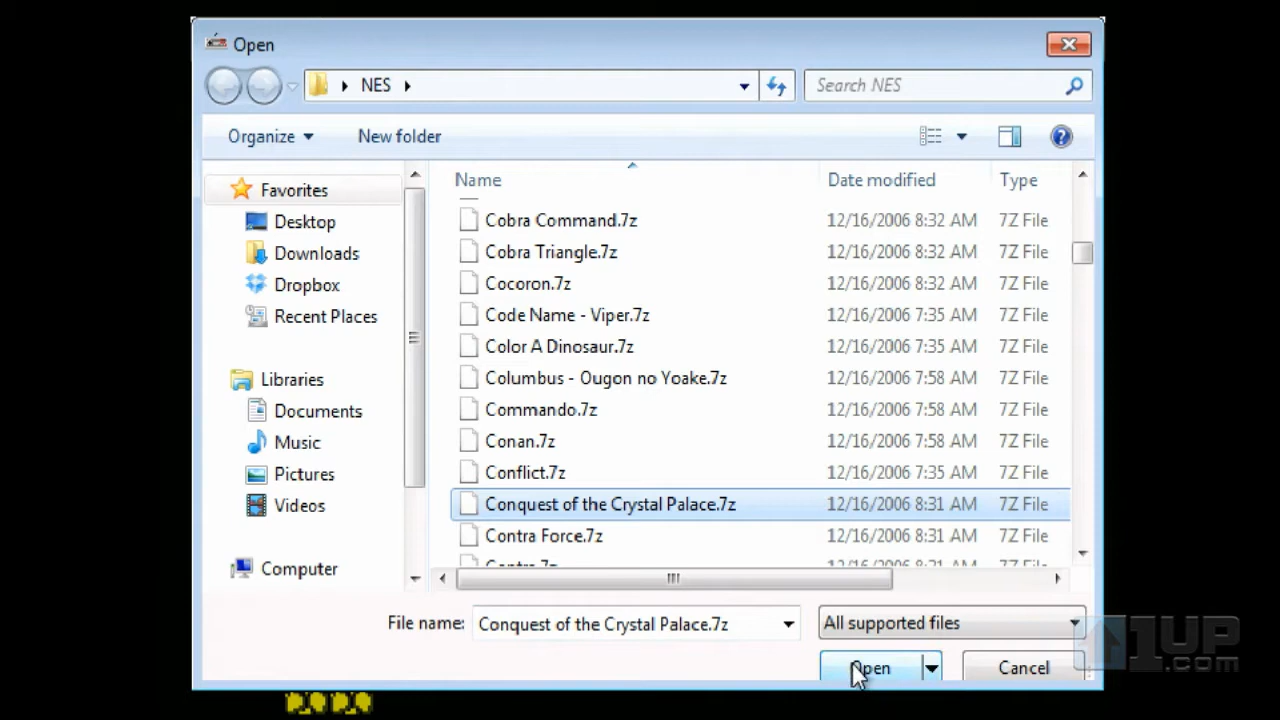 Open
NES
Search NES
Organize
New folder
Name Date modified Type
Favorites
Desktop
Downloads
Dropbox
Recent Places
Libraries
Documents
Music
Pictures
Videos
Computer
Cobra Command.7z 12/16/2006 8:32 AM 7Z File
Cobra Triangle.7z 12/16/2006 8:32 AM 7Z File
Cocoron.7z 12/16/2006 8:32 AM 7Z File
Code Name - Viper.7z 12/16/2006 7:35 AM 7Z File
Color A Dinosaur.7z 12/16/2006 7:35 AM 7Z File
Columbus - Ougon no Yoake.7z 12/16/2006 7:58 AM 7Z File
Commando.7z 12/16/2006 7:58 AM 7Z File
Conan.7z 12/16/2006 7:58 AM 7Z File
Conflict.7z 12/16/2006 7:35 AM 7Z File
Conquest of the Crystal Palace.7z 12/16/2006 8:31 AM 7Z File
Contra Force.7z 12/16/2006 8:31 AM 7Z File
File name: Conquest of the Crystal Palace.7z All supported files
Open Cancel
1UP
.com